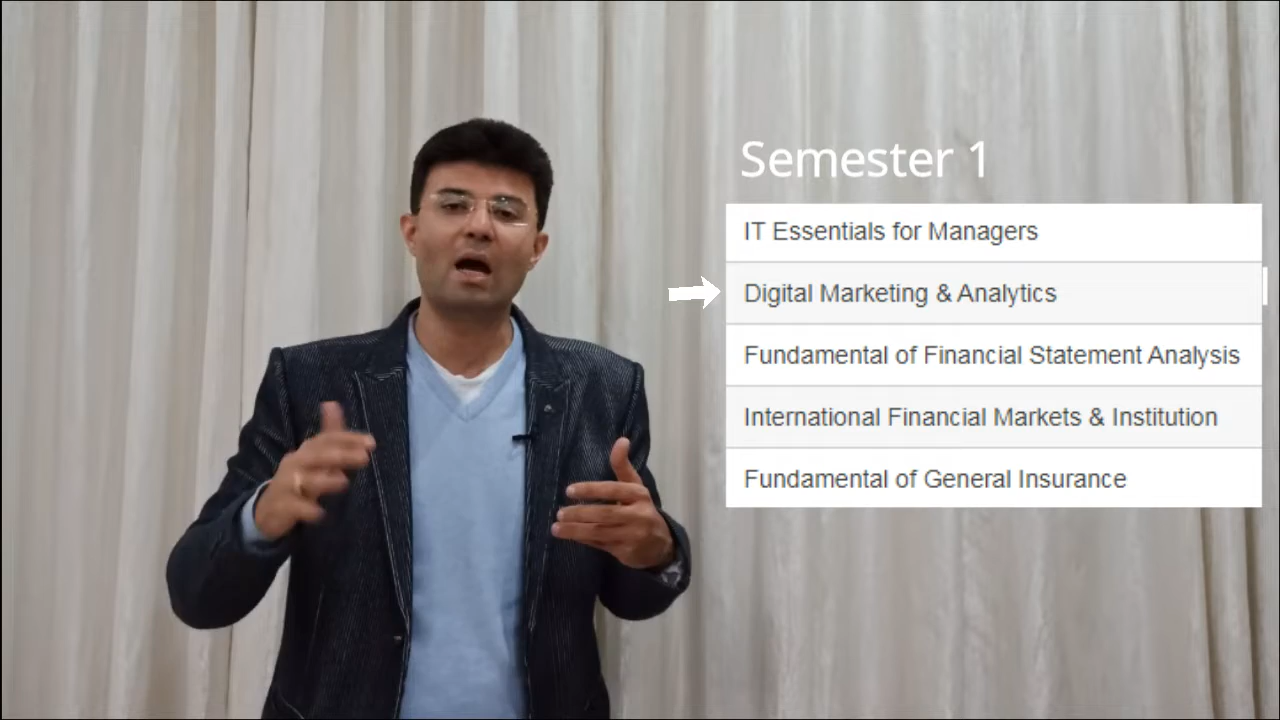 Semester 1
IT Essentials for Managers
Digital Marketing & Analytics
Fundamental of Financial Statement Analysis
International Financial Markets & Institution
Fundamental of General Insurance